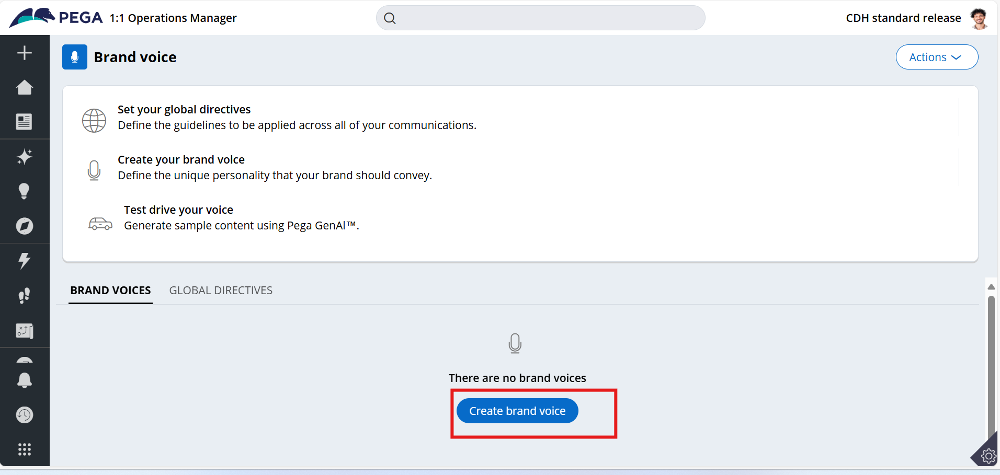 PEGA 1:1 Operations Manager
CDH standard release
Brand voice
Actions
Set your global directives
Define the guidelines to be applied across all of your communications.
Create your brand voice
Define the unique personality that your brand should convey.
Test drive your voice
Generate sample content using Pega GenAI™.
BRAND VOICES GLOBAL DIRECTIVES
There are no brand voices
Create brand voice